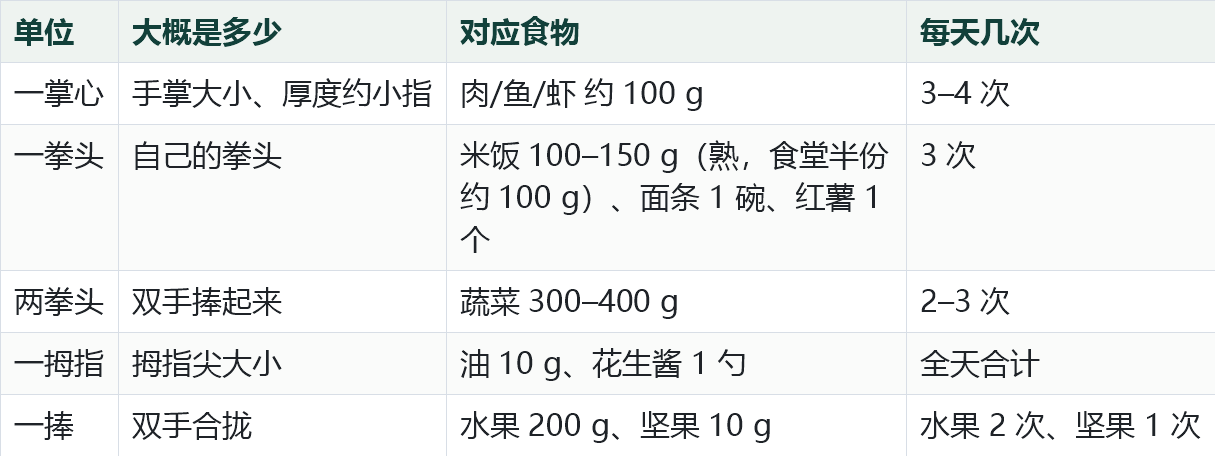 单位 大概是多少 对应食物 每天几次
一掌心 手掌大小、厚度约小指 肉/鱼/虾 约 100 g 3–4 次
一拳头 自己的拳头 米饭 100–150 g（熟，食堂半份 3 次
约 100 g）、面条 1 碗、红薯 1
个
两拳头 双手捧起来 蔬菜 300–400 g 2–3 次
一拇指 拇指尖大小 油 10 g、花生酱 1 勺 全天合计
一捧 双手合拢 水果 200 g、坚果 10 g 水果 2 次、坚果 1 次